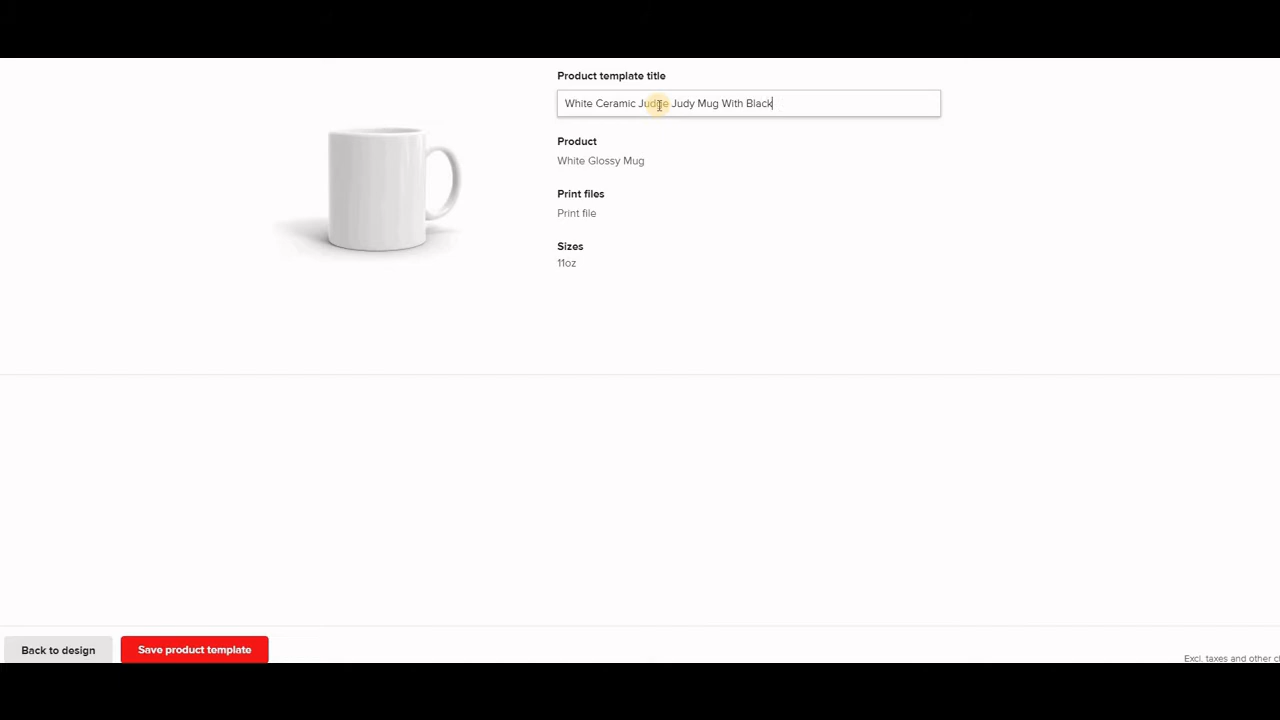 Product template title
White Ceramic Judge Judy Mug With Black
Product
White Glossy Mug
Print files
Print file
Sizes
11oz
Back to design
Save product template
Excl. taxes and other